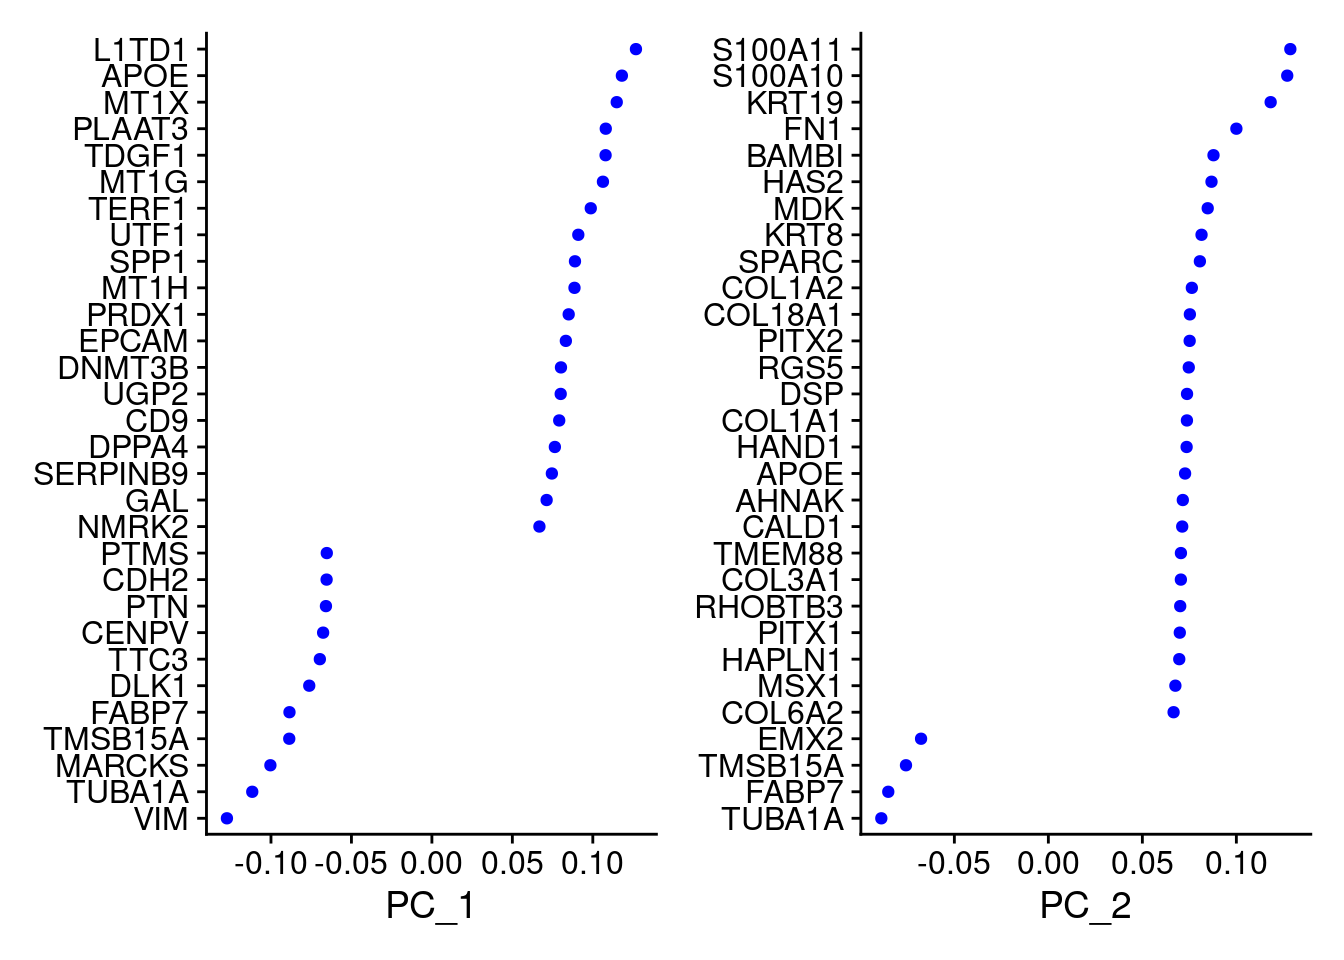 L1TD1
APOE
MT1X
PLAAT3
TDGF1
MT1G
TERF1
UTF1
SPP1
MT1H
PRDX1
EPCAM
DNMT3B
UGP2
CD9
DPPA4
SERPINB9
GAL
NMRK2
PTMS
CDH2
PTN
CENPV
TTC3
DLK1
FABP7
TMSB15A
MARCKS
TUBA1A
VIM
-0.10 -0.05 0.00 0.05 0.10
PC_1
S100A11
S100A10
KRT19
FN1
BAMBI
HAS2
MDK
KRT8
SPARC
COL1A2
COL18A1
PITX2
RGS5
DSP
COL1A1
HAND1
APOE
AHNAK
CALD1
TMEM88
COL3A1
RHOBTB3
PITX1
HAPLN1
MSX1
COL6A2
EMX2
TMSB15A
FABP7
TUBA1A
-0.05 0.00 0.05 0.10
PC_2